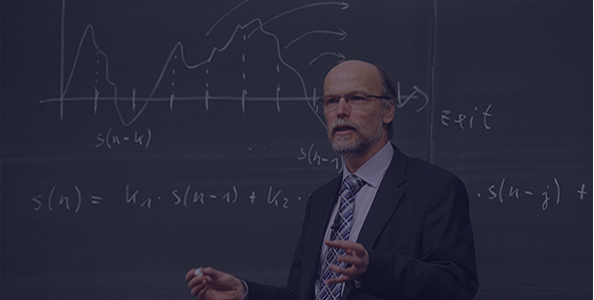 Zeit
s(n-k)
s(n-1)
s(n) = k₁ · s(n-1) + k₂ · · s(n-j) +